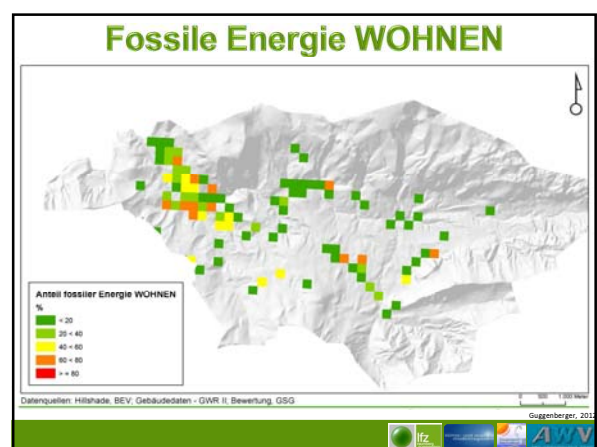 Fossile Energie WOHNEN
Anteil fossiler Energie WOHNEN
%
< 20
20 < 40
40 < 60
60 < 80
> = 80
Datenquellen: Hillshade, BEV; Gebäudedaten - GWR II; Bewertung, GSG
0 500 1.000 Meter
Guggenberger, 2012
lfz
AWV